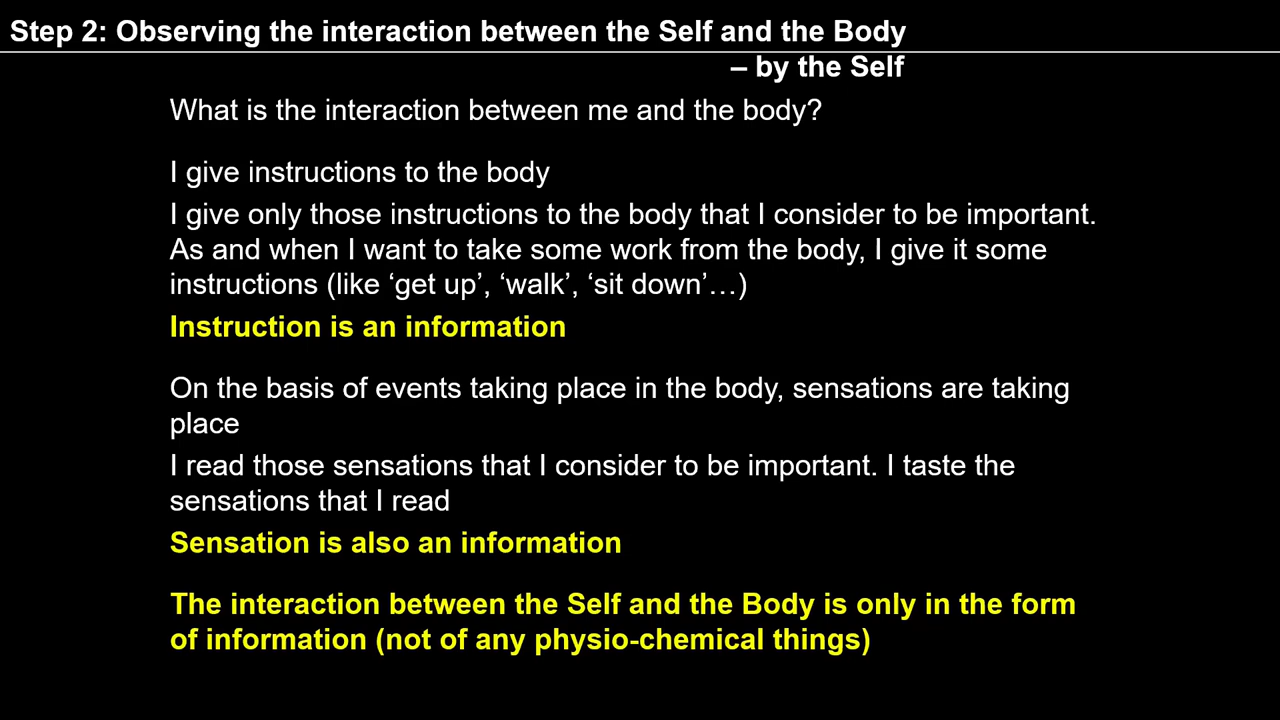 Step 2: Observing the interaction between the Self and the Body
– by the Self
What is the interaction between me and the body?
I give instructions to the body
I give only those instructions to the body that I consider to be important.
As and when I want to take some work from the body, I give it some
instructions (like ‘get up’, ‘walk’, ‘sit down’…)
Instruction is an information
On the basis of events taking place in the body, sensations are taking
place
I read those sensations that I consider to be important. I taste the
sensations that I read
Sensation is also an information
The interaction between the Self and the Body is only in the form
of information (not of any physio-chemical things)